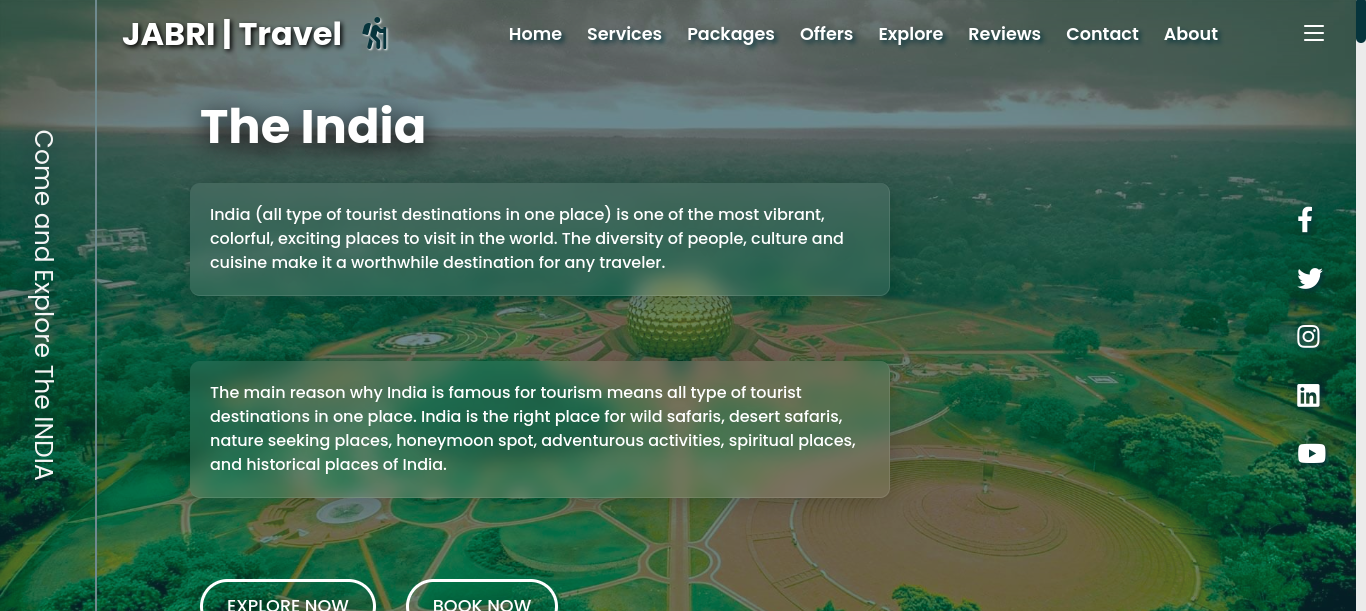 JABRI | Travel
Home Services Packages Offers Explore Reviews Contact About
The India
Come and Explore The INDIA
India (all type of tourist destinations in one place) is one of the most vibrant,
colorful, exciting places to visit in the world. The diversity of people, culture and
cuisine make it a worthwhile destination for any traveler.
The main reason why India is famous for tourism means all type of tourist
destinations in one place. India is the right place for wild safaris, desert safaris,
nature seeking places, honeymoon spot, adventurous activities, spiritual places,
and historical places of India.
EXPLORE NOW BOOK NOW